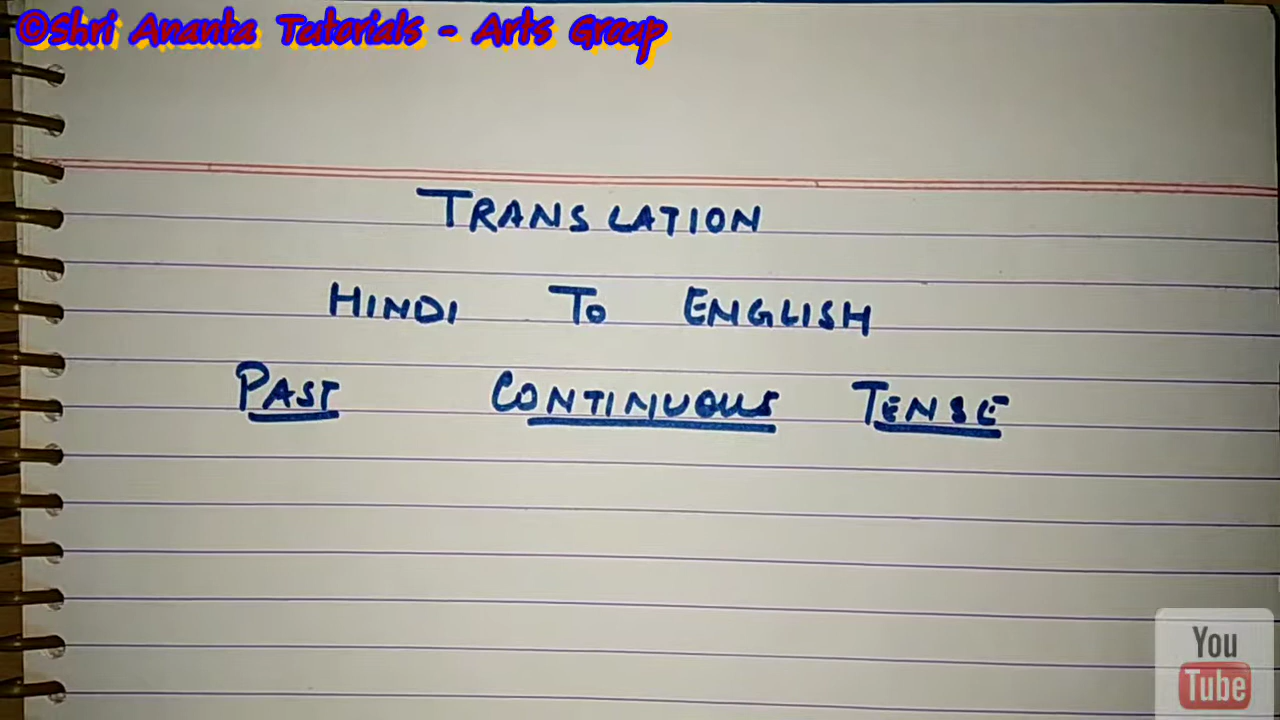 ©Shri Ananta Tutorials - Arts Group
TRANSLATION
HINDI TO ENGLISH
PAST CONTINUOUS TENSE
You
Tube